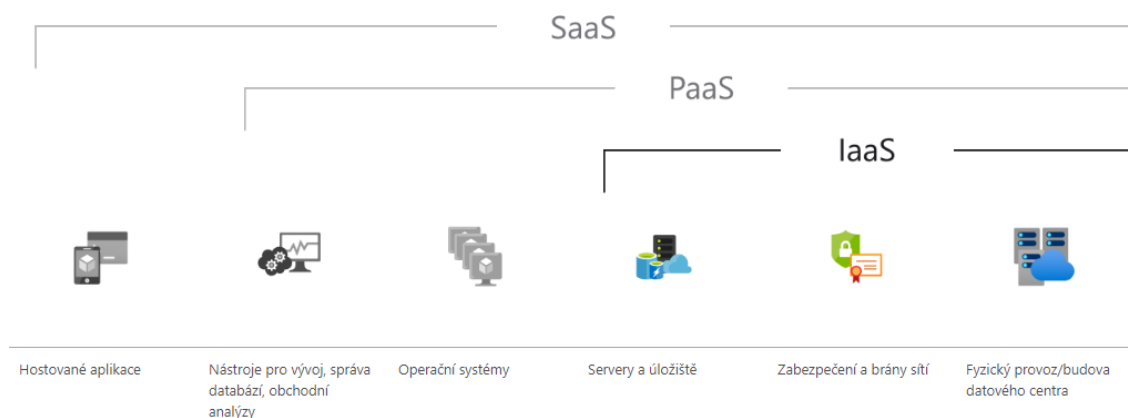 SaaS
PaaS
IaaS
Hostované aplikace
Nástroje pro vývoj, správa
databází, obchodní
analýzy
Operační systémy
Servery a úložiště
Zabezpečení a brány sítí
Fyzický provoz/budova
datového centra